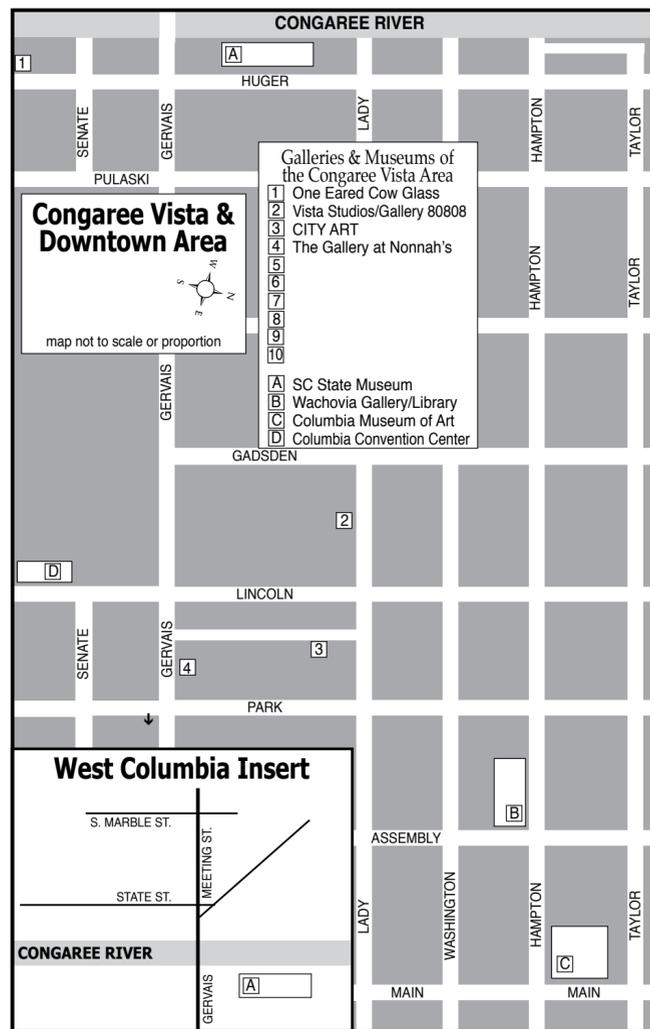 CONGAREE RIVER
1
A
HUGER
SENATE
GERVAIS
LADY
HAMPTON
TAYLOR
PULASKI
Galleries & Museums of
the Congaree Vista Area
1 One Eared Cow Glass
2 Vista Studios/Gallery 80808
3 CITY ART
4 The Gallery at Nonnah's
5
6
7
8
9
10
A SC State Museum
B Wachovia Gallery/Library
C Columbia Museum of Art
D Columbia Convention Center
Congaree Vista &
Downtown Area
W
S
N
E
map not to scale or proportion
HAMPTON
TAYLOR
GERVAIS
GADSDEN
2
D
LINCOLN
SENATE
GERVAIS
3
4
PARK
West Columbia Insert
S. MARBLE ST.
MEETING ST.
STATE ST.
CONGAREE RIVER
A
GERVAIS
B
ASSEMBLY
LADY
WASHINGTON
HAMPTON
TAYLOR
C
MAIN
MAIN